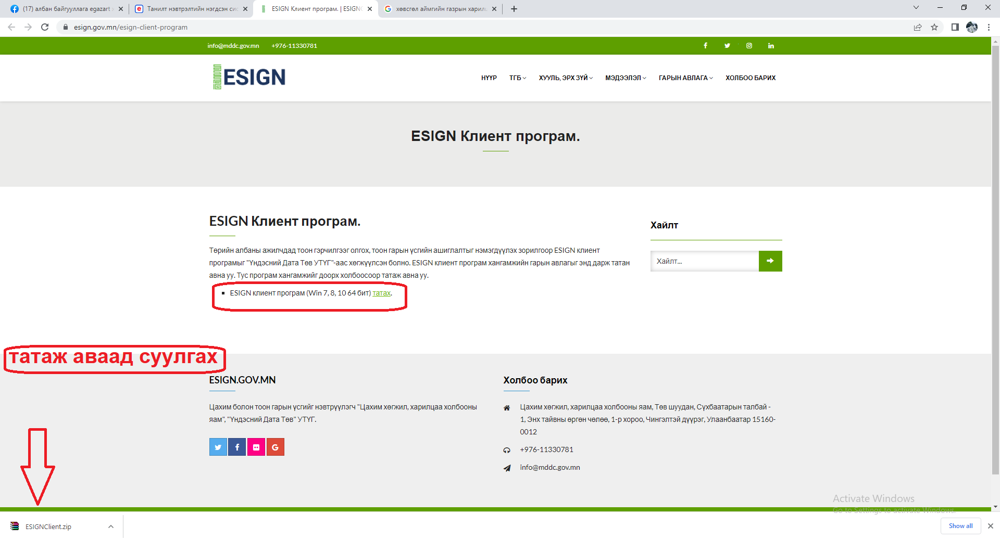 (17) албан байгууллага egazart
Танилт нэвтрэлтийн нэгдсэн сис
ESIGN Клиент програм. | ESIGN
хөвсгөл аймгийн газрын харилц
esign.gov.mn/esign-client-program
info@mddc.gov.mn +976-11330781
ESIGN
НҮҮР ТГБ ХУУЛЬ, ЭРХ ЗҮЙ МЭДЭЭЛЭЛ ГАРЫН АВЛАГА ХОЛБОО БАРИХ
ESIGN Клиент програм.
ESIGN Клиент програм.
Төрийн албаны ажилчдад тоон гэрчилгээг олгох, тоон гарын үсгийн ашиглалтыг нэмэгдүүлэх зорилгоор ESIGN клиент
програмыг "Үндэсний Дата Төв УТҮГ"-аас хөгжүүлсэн болно. ESIGN клиент програм хангамжийн гарын авлагыг энд дарж татан
авна уу. Тус програм хангамжийг доорх холбоосоор татаж авна уу.
ESIGN клиент програм (Win 7, 8, 10 64 бит) татах.
Хайлт
Хайлт...
татаж аваад суулгах
ESIGN.GOV.MN
Цахим болон тоон гарын үсгийг нэвтрүүлэгч "Цахим хөгжил, харилцаа холбооны
яам", "Үндэсний Дата Төв" УТҮГ.
Холбоо барих
Цахим хөгжил, харилцаа холбооны яам, Төв шуудан, Сүхбаатарын талбай -
1, Энх тайвны өргөн чөлөө, 1-р хороо, Чингэлтэй дүүрэг, Улаанбаатар 15160-
0012
+976-11330781
info@mddc.gov.mn
Activate Windows
Go to Settings to activate Windows.
ESIGNClient.zip
Show all